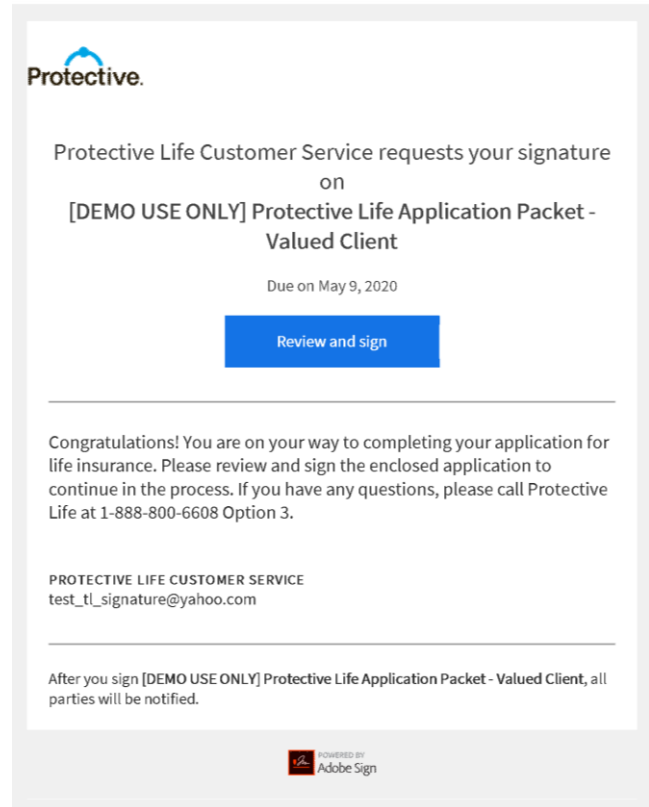 Protective.
Protective Life Customer Service requests your signature
on
[DEMO USE ONLY] Protective Life Application Packet -
Valued Client
Due on May 9, 2020
Review and sign
Congratulations! You are on your way to completing your application for
life insurance. Please review and sign the enclosed application to
continue in the process. If you have any questions, please call Protective
Life at 1-888-800-6608 Option 3.
PROTECTIVE LIFE CUSTOMER SERVICE
test_tl_signature@yahoo.com
After you sign [DEMO USE ONLY] Protective Life Application Packet - Valued Client, all
parties will be notified.
POWERED BY
Adobe Sign